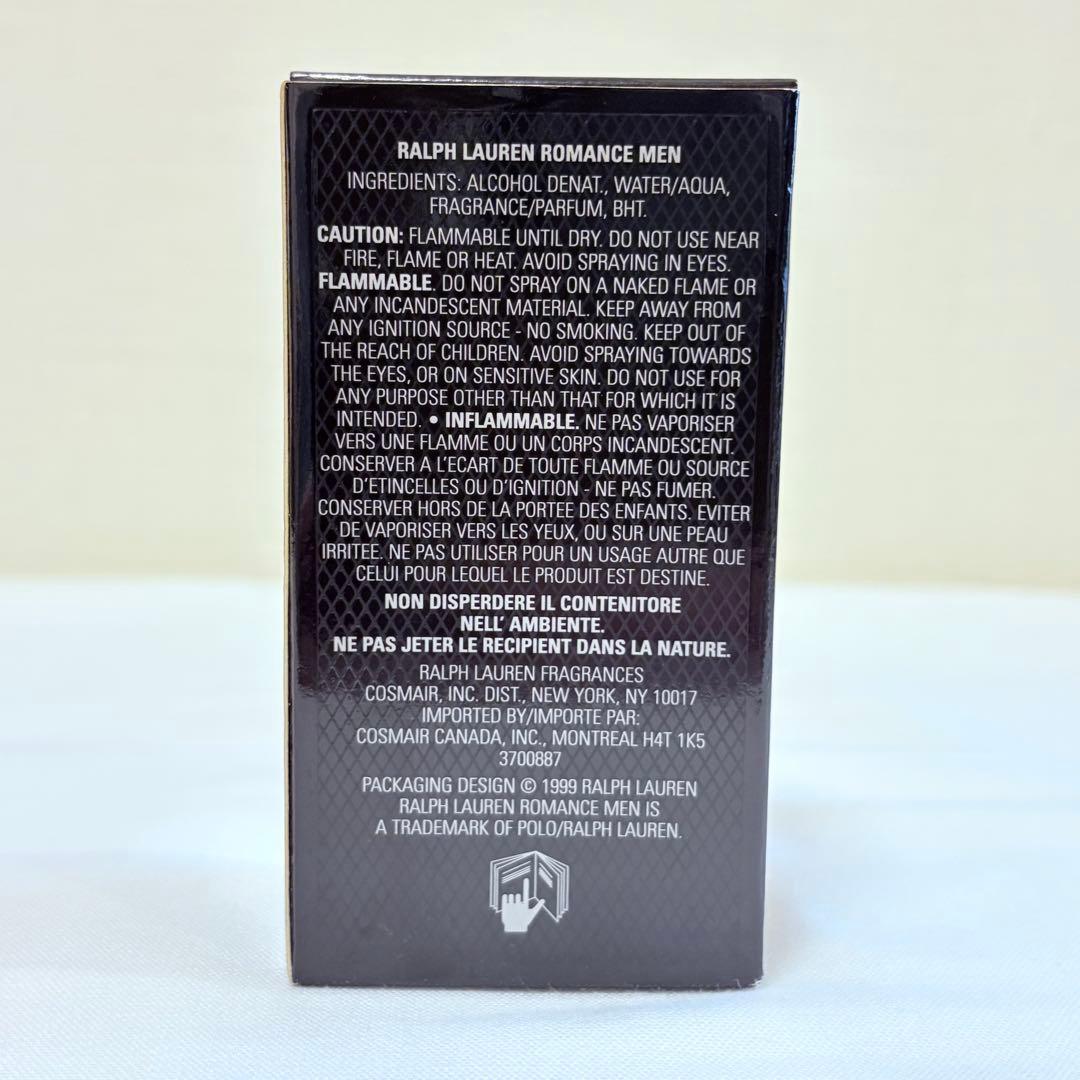 RALPH LAUREN ROMANCE MEN
INGREDIENTS: ALCOHOL DENAT., WATER/AQUA,
FRAGRANCE/PARFUM, BHT.
CAUTION: FLAMMABLE UNTIL DRY. DO NOT USE NEAR
FIRE, FLAME OR HEAT. AVOID SPRAYING IN EYES.
FLAMMABLE. DO NOT SPRAY ON A NAKED FLAME OR
ANY INCANDESCENT MATERIAL. KEEP AWAY FROM
ANY IGNITION SOURCE - NO SMOKING. KEEP OUT OF
THE REACH OF CHILDREN. AVOID SPRAYING TOWARDS
THE EYES, OR ON SENSITIVE SKIN. DO NOT USE FOR
ANY PURPOSE OTHER THAN THAT FOR WHICH IT IS
INTENDED. • INFLAMMABLE. NE PAS VAPORISER
VERS UNE FLAMME OU UN CORPS INCANDESCENT.
CONSERVER A L'ECART DE TOUTE FLAMME OU SOURCE
D'ETINCELLES OU D'IGNITION - NE PAS FUMER.
CONSERVER HORS DE LA PORTEE DES ENFANTS. EVITER
DE VAPORISER VERS LES YEUX, OU SUR UNE PEAU
IRRITEE. NE PAS UTILISER POUR UN USAGE AUTRE QUE
CELUI POUR LEQUEL LE PRODUIT EST DESTINE.
NON DISPERDERE IL CONTENITORE
NELL' AMBIENTE.
NE PAS JETER LE RECIPIENT DANS LA NATURE.
RALPH LAUREN FRAGRANCES
COSMAIR, INC. DIST., NEW YORK, NY 10017
IMPORTED BY/IMPORTE PAR:
COSMAIR CANADA, INC., MONTREAL H4T 1K5
3700887
PACKAGING DESIGN © 1999 RALPH LAUREN
RALPH LAUREN ROMANCE MEN IS
A TRADEMARK OF POLO/RALPH LAUREN.